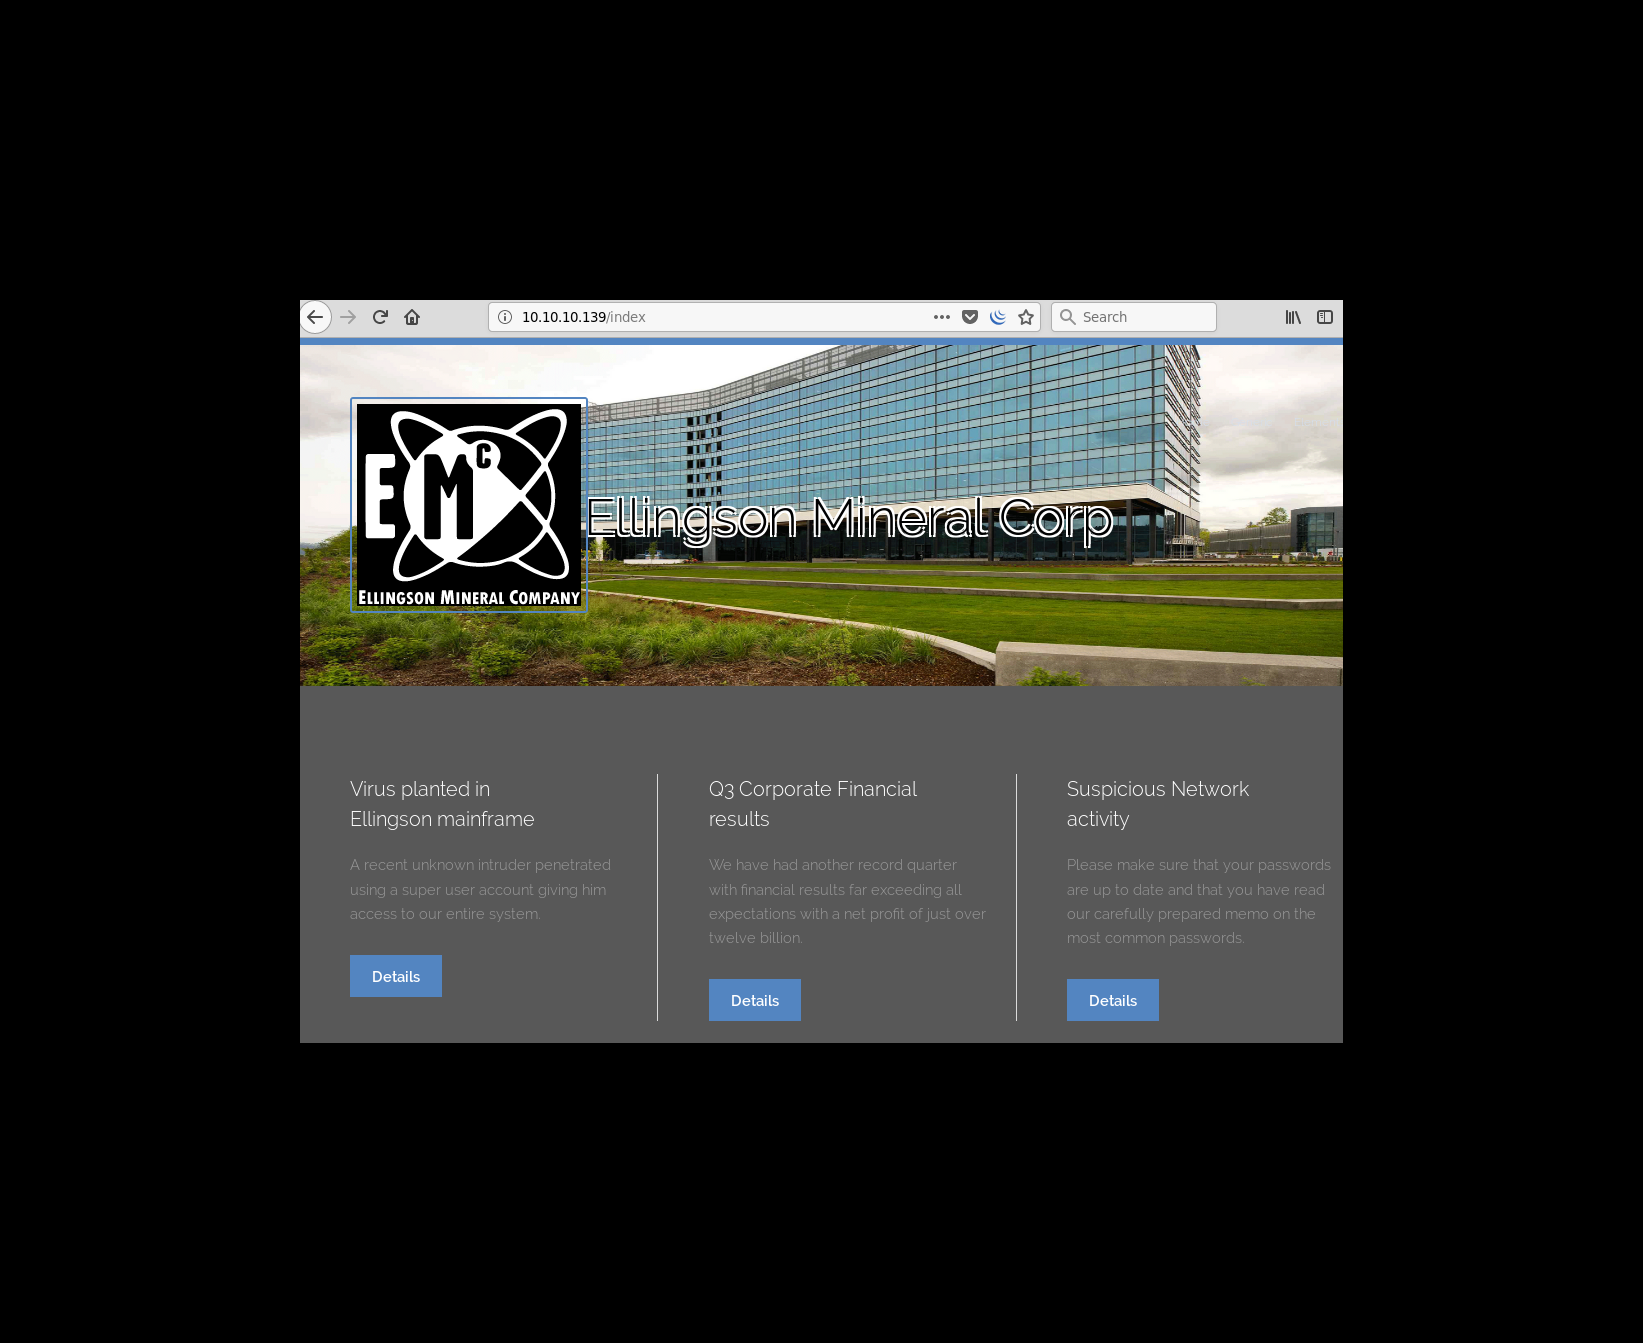 10.10.10.139/index
Search
E M C
Ellingson Mineral Corp
ELLINGSON MINERAL COMPANY
Virus planted in
Ellingson mainframe
A recent unknown intruder penetrated
using a super user account giving him
access to our entire system.
Details
Q3 Corporate Financial
results
We have had another record quarter
with financial results far exceeding all
expectations with a net profit of just over
twelve billion.
Details
Suspicious Network
activity
Please make sure that your passwords
are up to date and that you have read
our carefully prepared memo on the
most common passwords.
Details